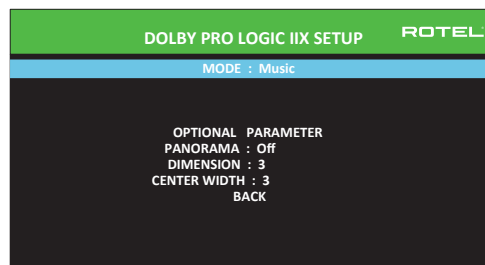 DOLBY PRO LOGIC IIX SETUP ROTEL
MODE : Music
OPTIONAL PARAMETER
PANORAMA : Off
DIMENSION : 3
CENTER WIDTH : 3
BACK